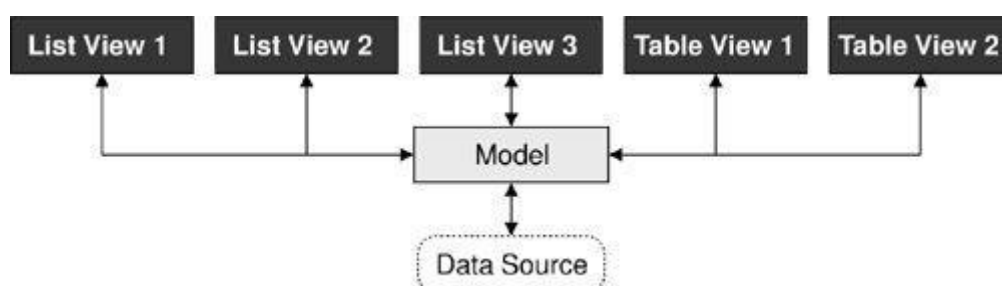 List View 1
List View 2
List View 3
Table View 1
Table View 2
Model
Data Source